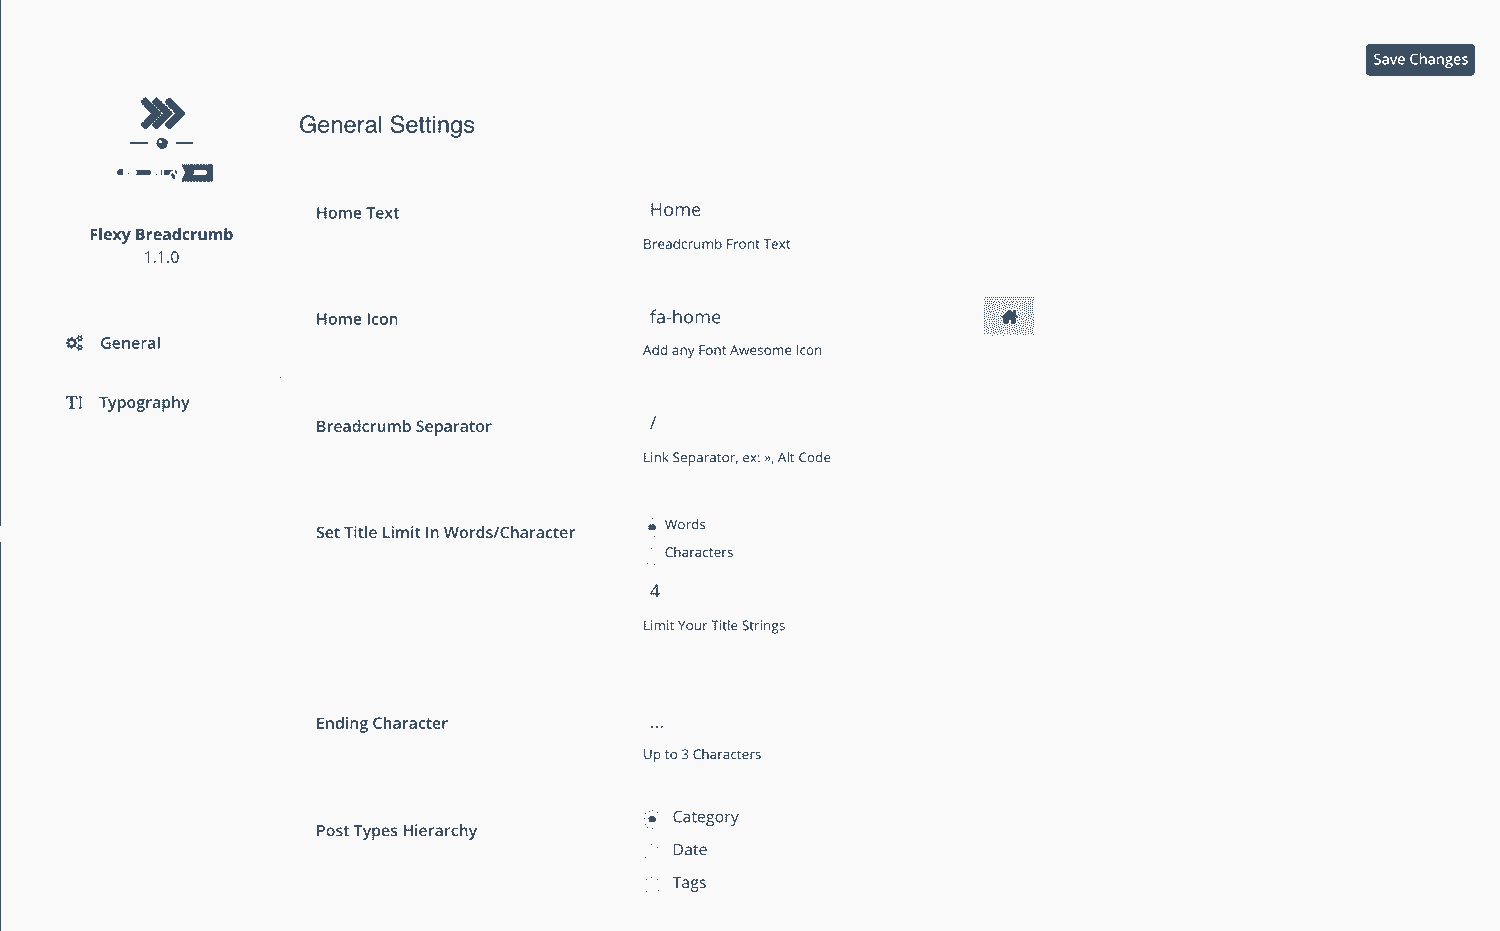 Save Changes
General Settings
Flexy Breadcrumb
1.1.0
General
Typography
Home Text
Home
Breadcrumb Front Text
Home Icon
fa-home
Add any Font Awesome Icon
Breadcrumb Separator
/
Link Separator, ex: », Alt Code
Set Title Limit In Words/Character
Words
Characters
4
Limit Your Title Strings
Ending Character
...
Up to 3 Characters
Post Types Hierarchy
Category
Date
Tags